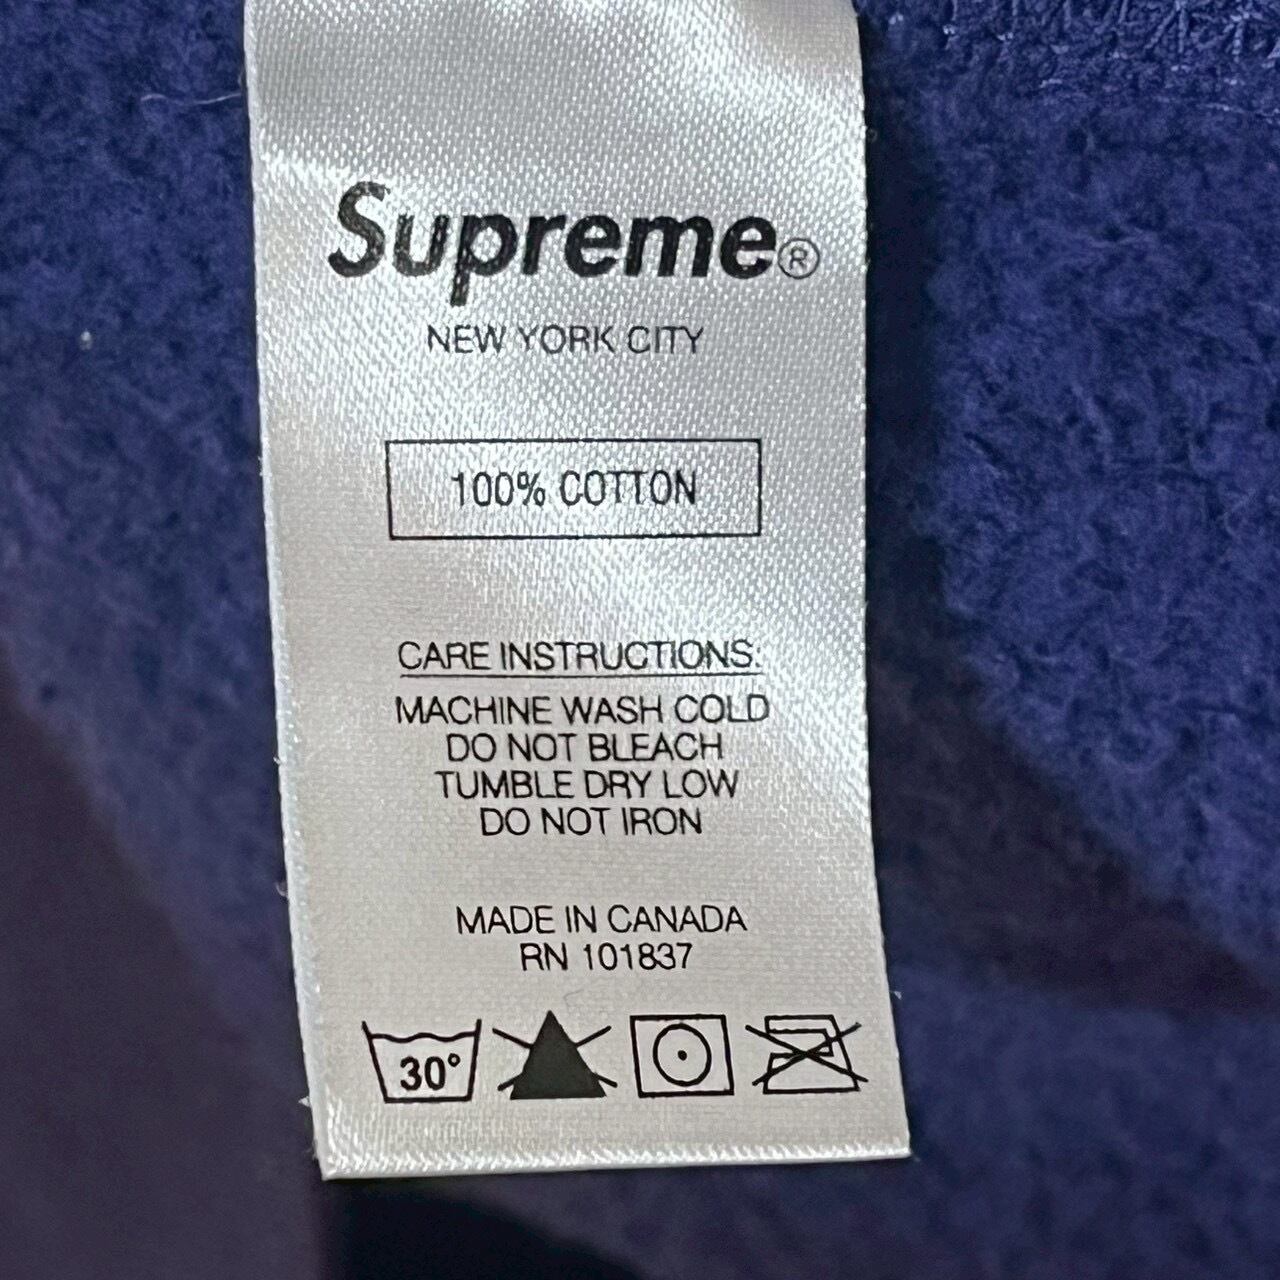 Supreme®
NEW YORK CITY
100% COTTON
CARE INSTRUCTIONS:
MACHINE WASH COLD
DO NOT BLEACH
TUMBLE DRY LOW
DO NOT IRON
MADE IN CANADA
RN 101837
30°